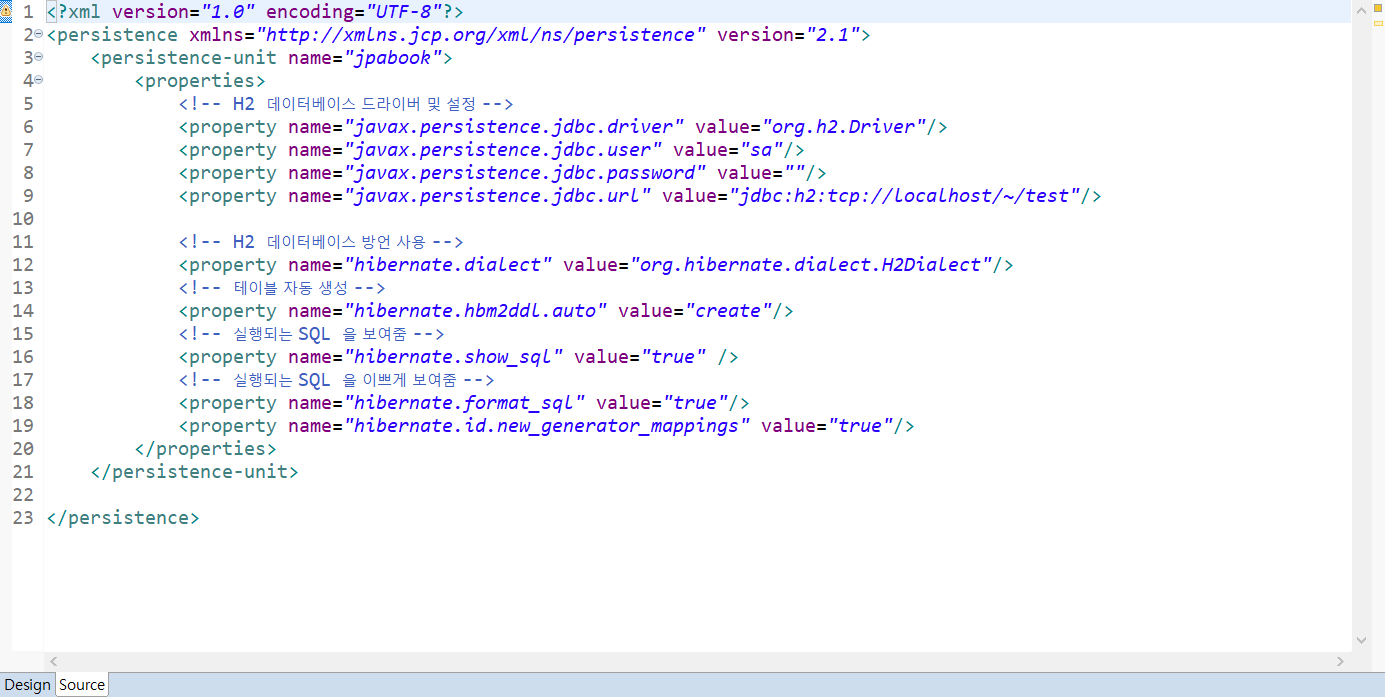 1 <?xml version="1.0" encoding="UTF-8"?>
2 <persistence xmlns="http://xmlns.jcp.org/xml/ns/persistence" version="2.1">
3     <persistence-unit name="jpabook">
4         <properties>
5             <!-- H2 데이터베이스 드라이버 및 설정 -->
6             <property name="javax.persistence.jdbc.driver" value="org.h2.Driver"/>
7             <property name="javax.persistence.jdbc.user" value="sa"/>
8             <property name="javax.persistence.jdbc.password" value=""/>
9             <property name="javax.persistence.jdbc.url" value="jdbc:h2:tcp://localhost/~/test"/>
10
11             <!-- H2 데이터베이스 방언 사용 -->
12             <property name="hibernate.dialect" value="org.hibernate.dialect.H2Dialect"/>
13             <!-- 테이블 자동 생성 -->
14             <property name="hibernate.hbm2ddl.auto" value="create"/>
15             <!-- 실행되는 SQL 을 보여줌 -->
16             <property name="hibernate.show_sql" value="true" />
17             <!-- 실행되는 SQL 을 이쁘게 보여줌 -->
18             <property name="hibernate.format_sql" value="true"/>
19             <property name="hibernate.id.new_generator_mappings" value="true"/>
20         </properties>
21     </persistence-unit>
22
23 </persistence>
Design Source